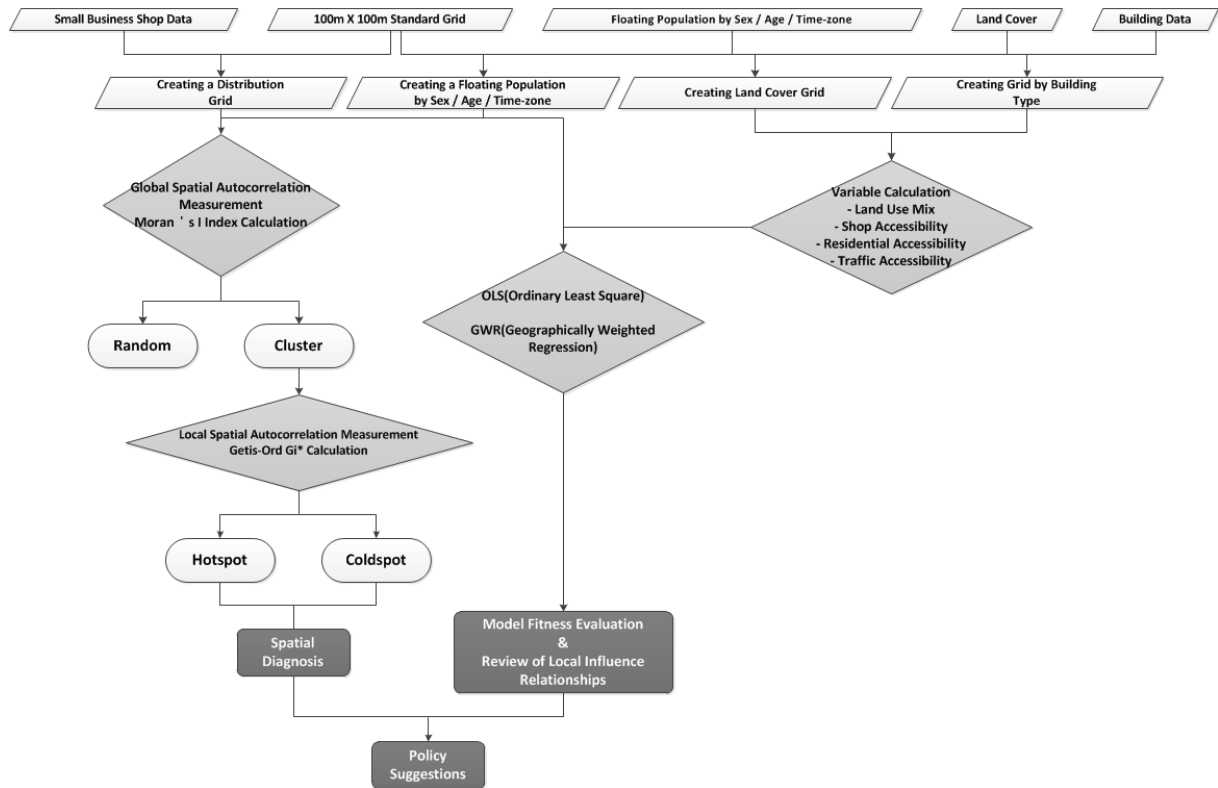 Small Business Shop Data
100m X 100m Standard Grid
Floating Population by Sex / Age / Time-zone
Land Cover
Building Data
Creating a Distribution
Grid
Creating a Floating Population
by Sex / Age / Time-zone
Creating Land Cover Grid
Creating Grid by Building
Type
Global Spatial Autocorrelation
Measurement
Moran ' s I Index Calculation
Variable Calculation
- Land Use Mix
- Shop Accessibility
- Residential Accessibility
- Traffic Accessibility
OLS(Ordinary Least Square)
GWR(Geographically Weighted
Regression)
Random
Cluster
Local Spatial Autocorrelation Measurement
Getis-Ord Gi* Calculation
Hotspot
Coldspot
Spatial
Diagnosis
Model Fitness Evaluation
&
Review of Local Influence
Relationships
Policy
Suggestions